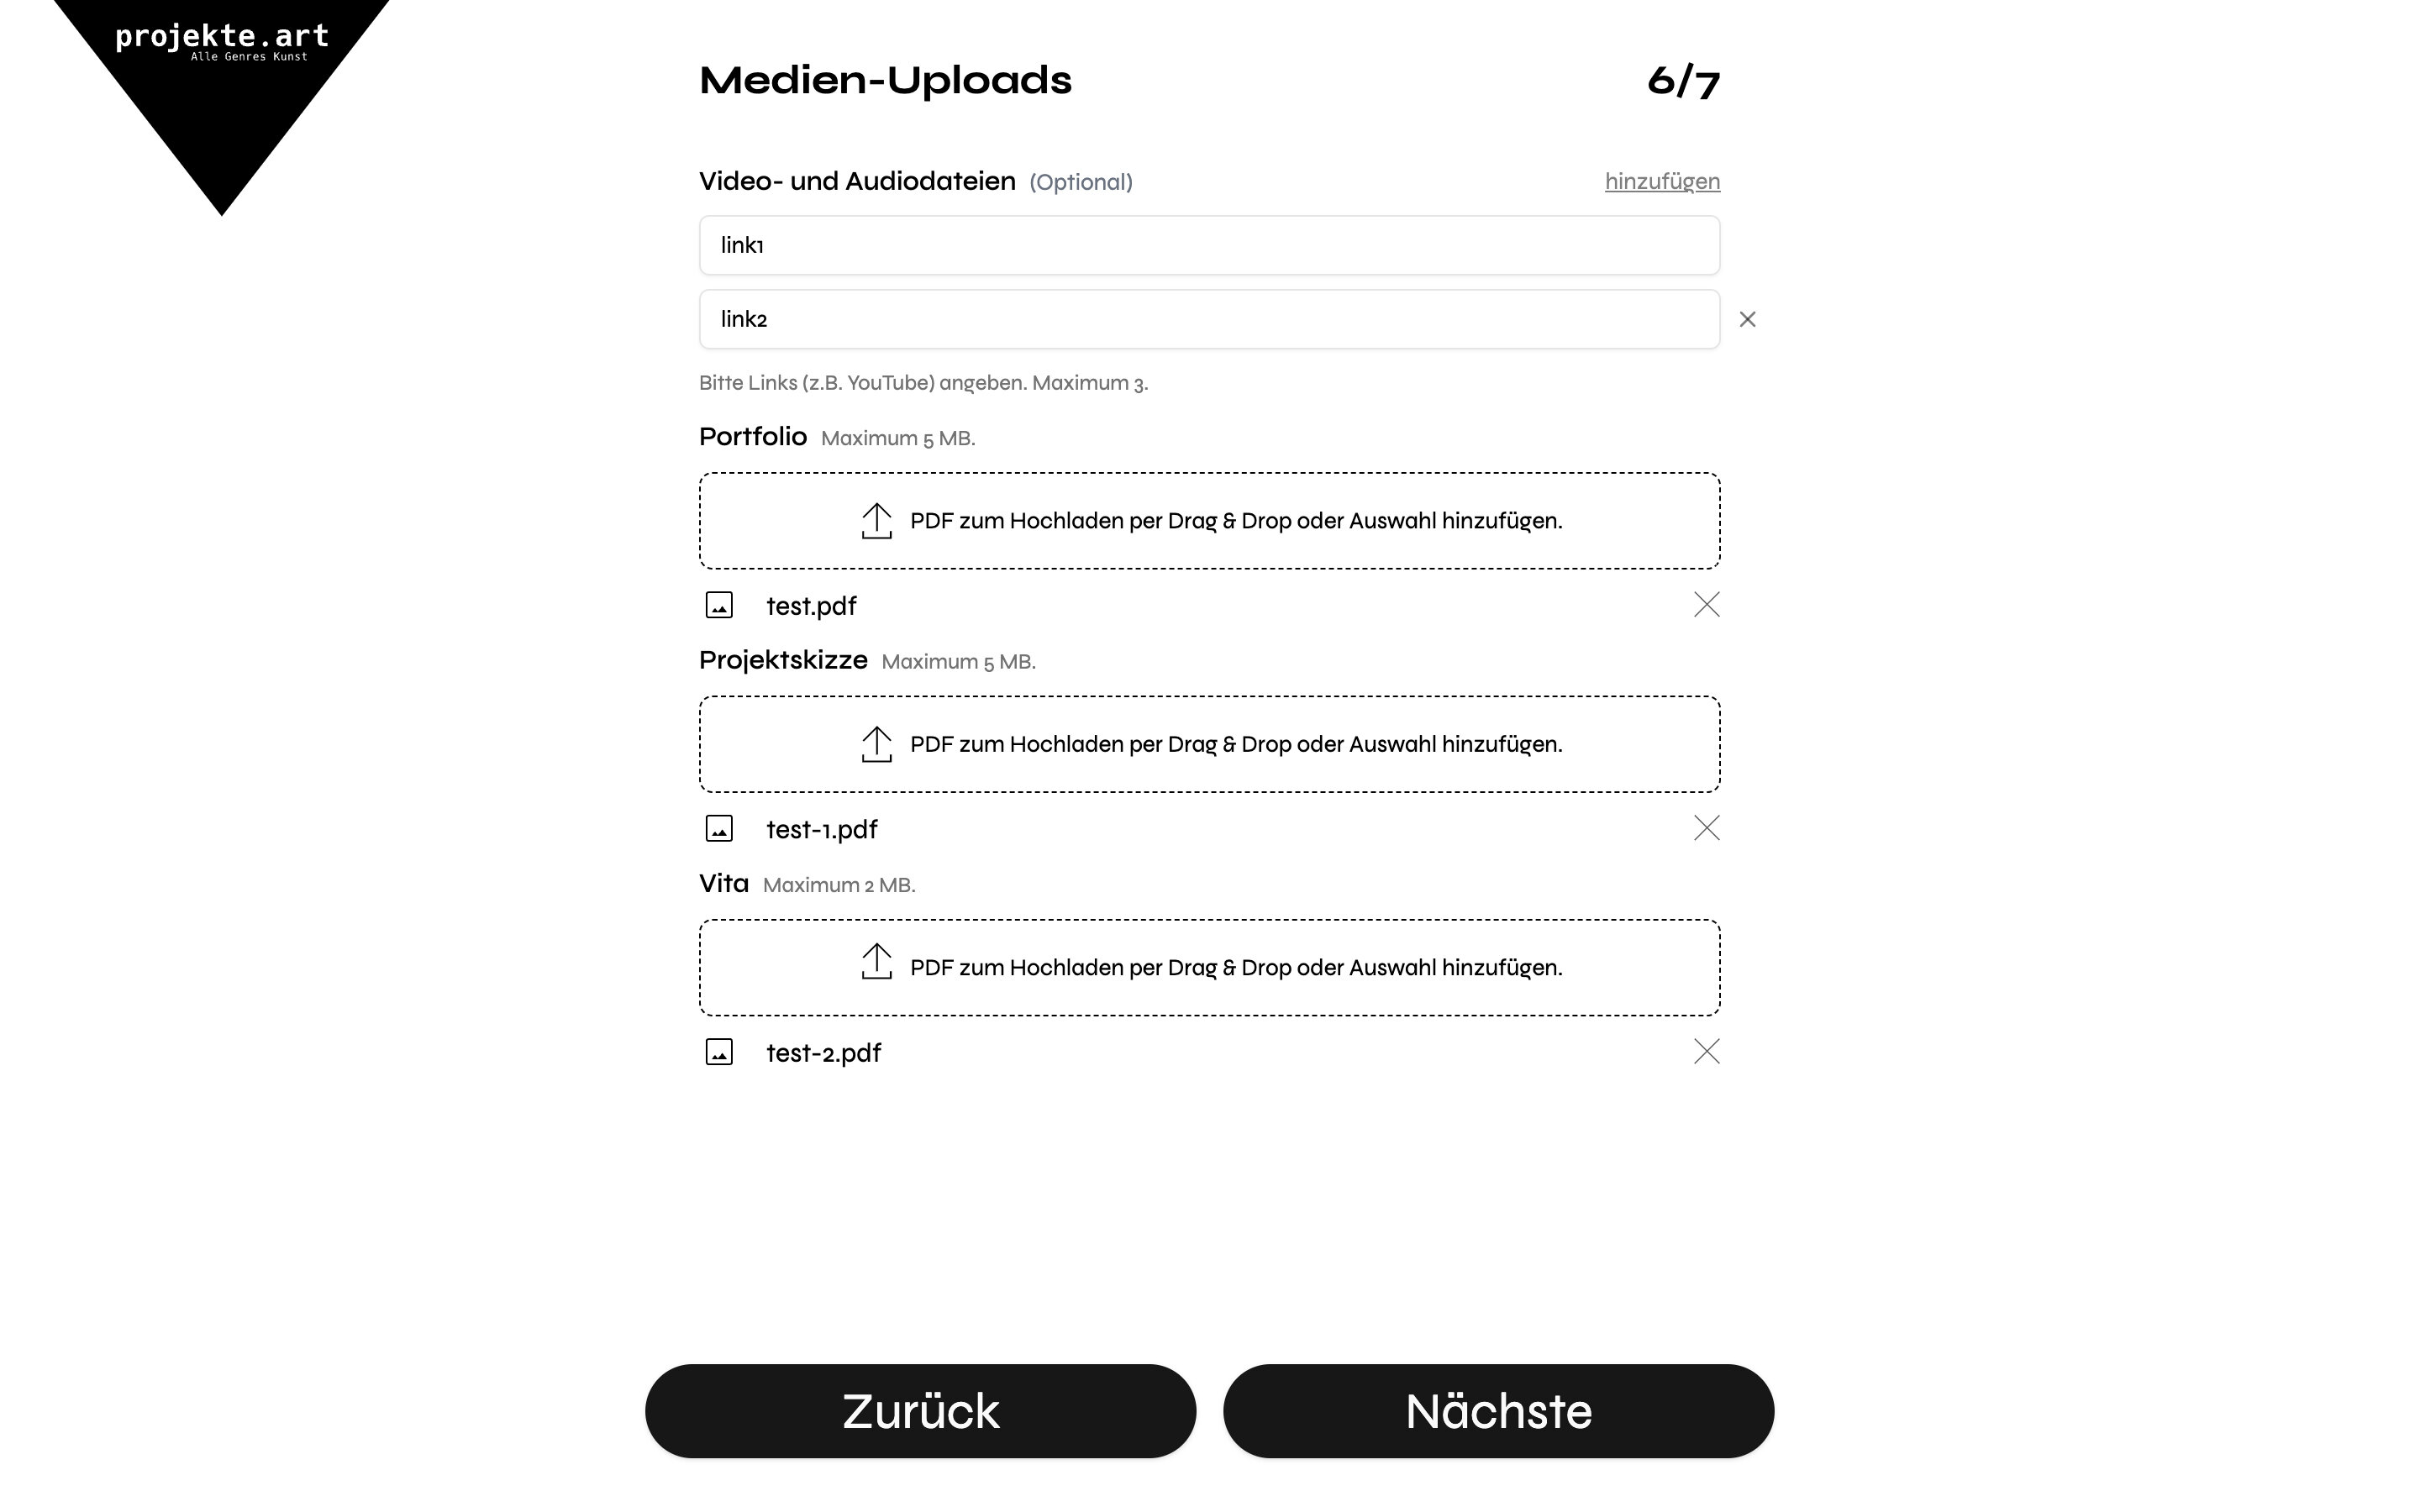 projekte.art
Alle Genres Kunst
Medien-Uploads 6/7
Video- und Audiodateien (Optional) hinzufügen
link1
link2
Bitte Links (z.B. YouTube) angeben. Maximum 3.
Portfolio Maximum 5 MB.
PDF zum Hochladen per Drag & Drop oder Auswahl hinzufügen.
test.pdf
Projektskizze Maximum 5 MB.
PDF zum Hochladen per Drag & Drop oder Auswahl hinzufügen.
test-1.pdf
Vita Maximum 2 MB.
PDF zum Hochladen per Drag & Drop oder Auswahl hinzufügen.
test-2.pdf
Zurück Nächste